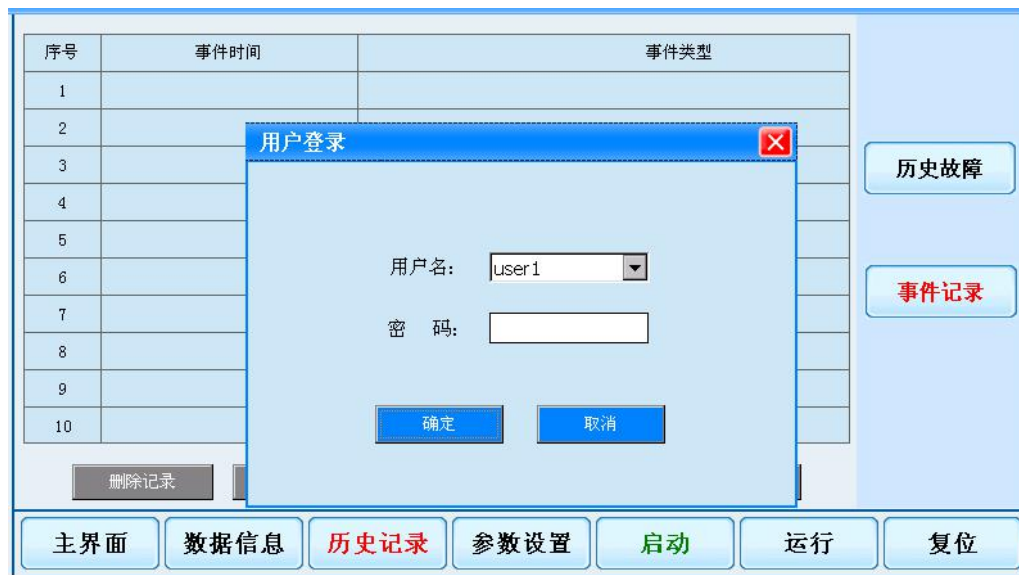 序号 事件时间 事件类型
1
2
用户登录
3
历史故障
4
5
用户名: user1
6
事件记录
7
密 码:
8
9
10
确定 取消
删除记录
主界面 数据信息 历史记录 参数设置 启动 运行 复位